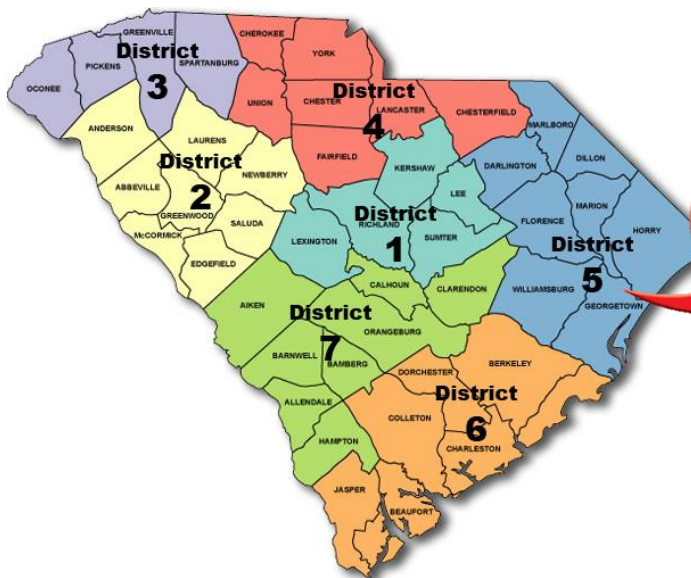 GREENVILLE
CHEROKEE
YORK
District
3
PICKENS
SPARTANBURG
OCONEE
UNION
CHESTER
District
4
LANCASTER
CHESTERFIELD
MARLBORO
ANDERSON
LAURENS
FAIRFIELD
KERSHAW
DARLINGTON
DILLON
District
2
NEWBERRY
ABBEVILLE
GREENWOOD
LEE
MARION
SALUDA
McCORMICK
EDGEFIELD
LEXINGTON
District
1
RICHLAND
SUMTER
FLORENCE
HORRY
District
5
WILLIAMSBURG
GEORGETOWN
CALHOUN
CLARENDON
AIKEN
District
7
ORANGEBURG
BARNWELL
BAMBERG
BERKELEY
DORCHESTER
District
6
ALLENDALE
COLLETON
CHARLESTON
HAMPTON
JASPER
BEAUFORT